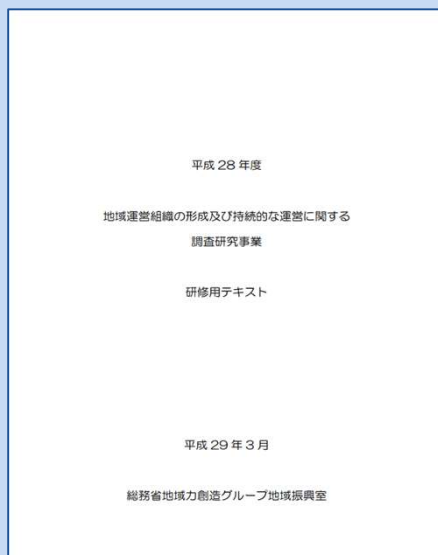 平成 28 年度
地域運営組織の形成及び持続的な運営に関する
調査研究事業
研修用テキスト
平成 29 年 3 月
総務省地域力創造グループ地域振興室